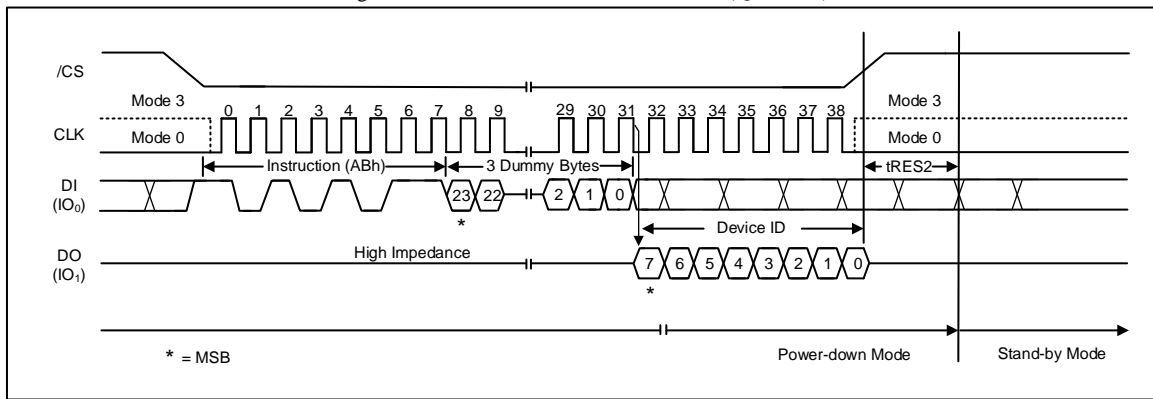 /CS
Mode 3
0 1 2 3 4 5 6 7 8 9 29 30 31 32 33 34 35 36 37 38
Mode 3
CLK
Mode 0
Mode 0
Instruction (ABh)
3 Dummy Bytes
tRES2
DI
(IO0)
23 22 2 1 0
*
Device ID
High Impedance
DO
(IO1)
7 6 5 4 3 2 1 0
*
* = MSB
Power-down Mode
Stand-by Mode